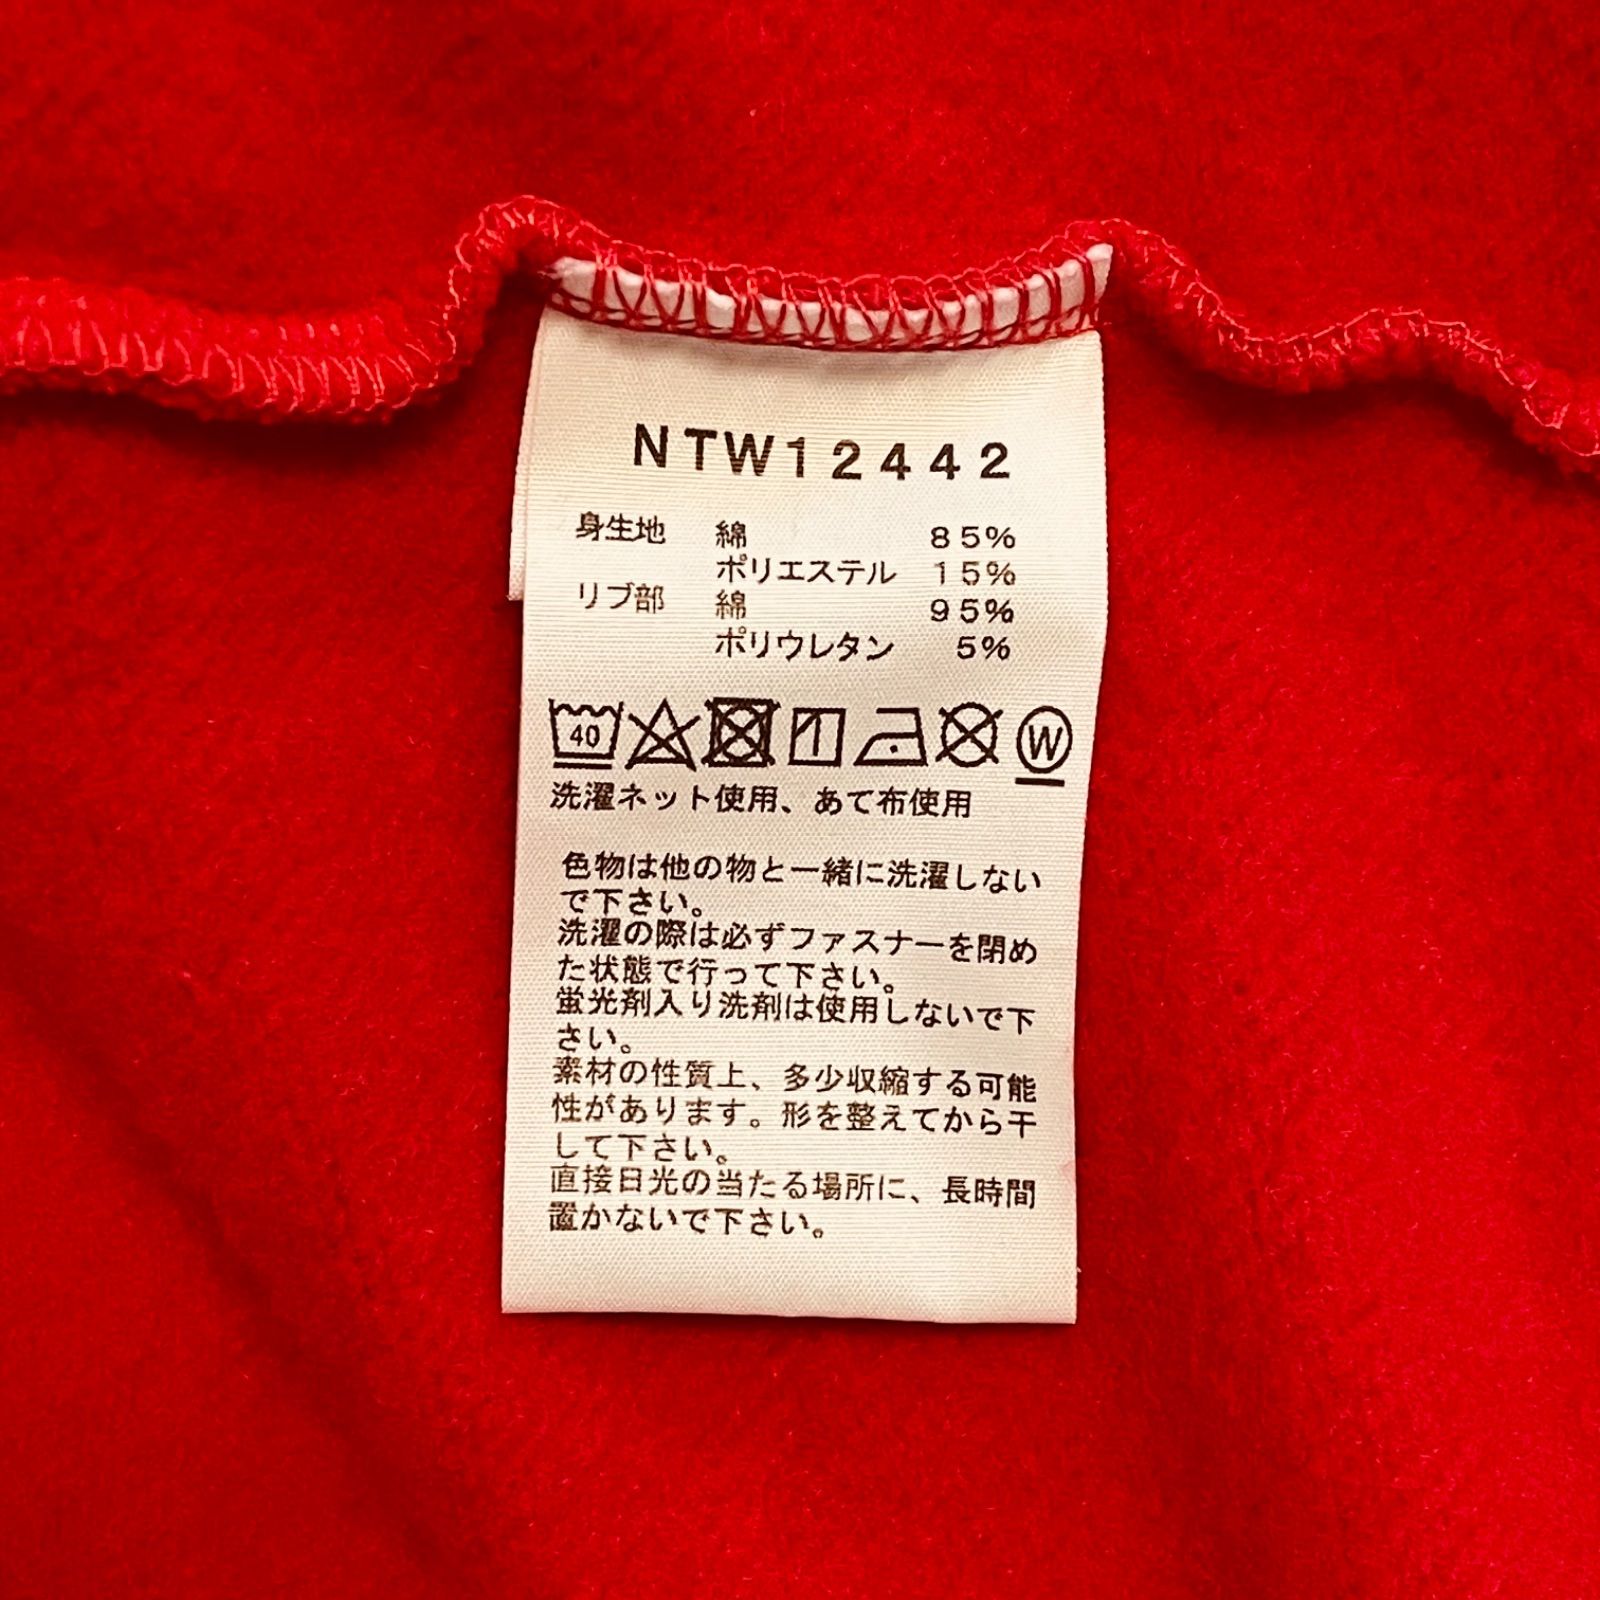 NTW12442
身生地 綿 85%
ポリエステル 15%
リブ部 綿 95%
ポリウレタン 5%
40 W
洗濯ネット使用、あて布使用
色物は他の物と一緒に洗濯しない
で下さい。
洗濯の際は必ずファスナーを閉め
た状態で行って下さい。
蛍光剤入り洗剤は使用しないで下
さい。
素材の性質上、多少収縮する可能
性があります。形を整えてから干
して下さい。
直接日光の当たる場所に、長時間
置かないで下さい。